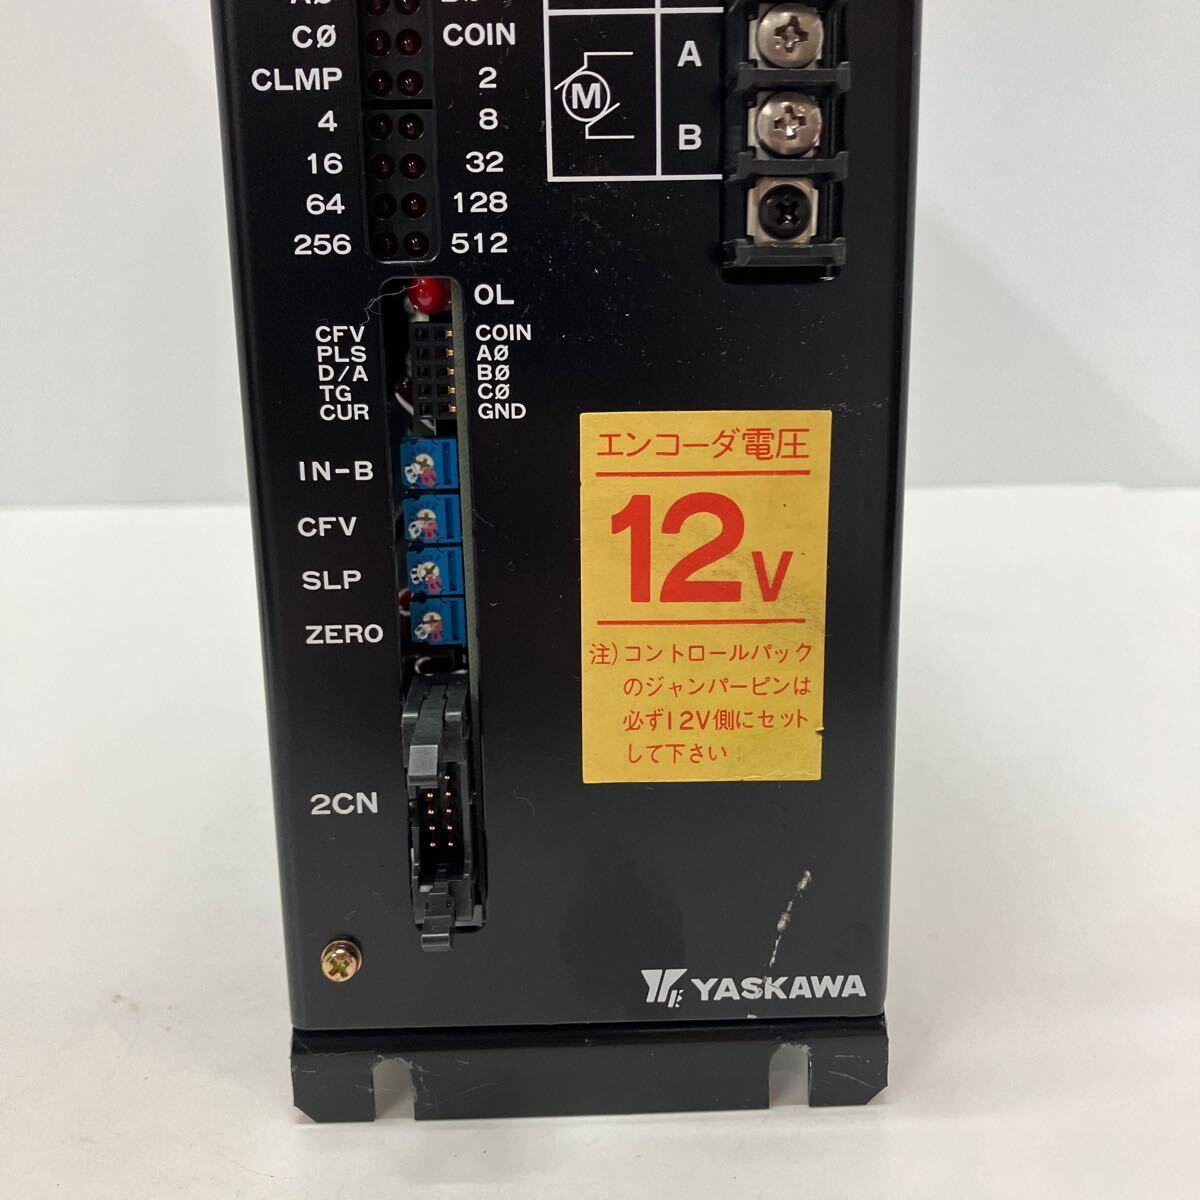 CØ COIN
CLMP 2
4 8
16 32
64 128
256 512
A
M
B
OL
CFV COIN
PLS AØ
D/A BØ
TG CØ
CUR GND
IN-B
CFV
SLP
ZERO
2CN
エンコーダ電圧
12V
注)コントロールパック
のジャンパーピンは
必ず12V側にセット
して下さい
YASKAWA